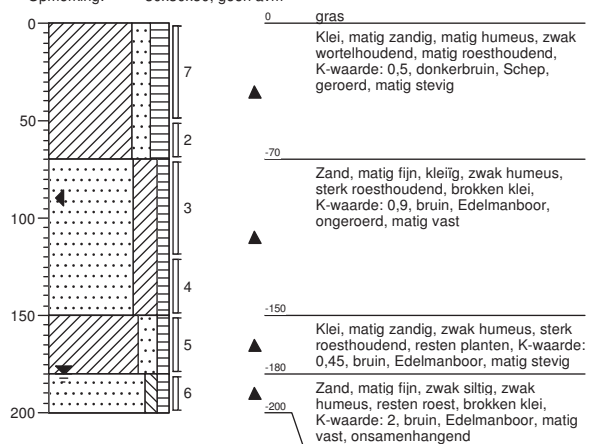 0
50
100
150
200
7
2
3
4
5
6
0
gras
Klei, matig zandig, matig humeus, zwak
wortelhoudend, matig roesthoudend,
K-waarde: 0,5, donkerbruin, Schep,
geroerd, matig stevig
-70
Zand, matig fijn, kleiïg, zwak humeus,
sterk roesthoudend, brokken klei,
K-waarde: 0,9, bruin, Edelmanboor,
ongeroerd, matig vast
-150
Klei, matig zandig, zwak humeus, sterk
roesthoudend, resten planten, K-waarde:
0,45, bruin, Edelmanboor, matig stevig
-180
Zand, matig fijn, zwak siltig, zwak
humeus, resten roest, brokken klei,
K-waarde: 2, bruin, Edelmanboor, matig
vast, onsamenhangend
-200